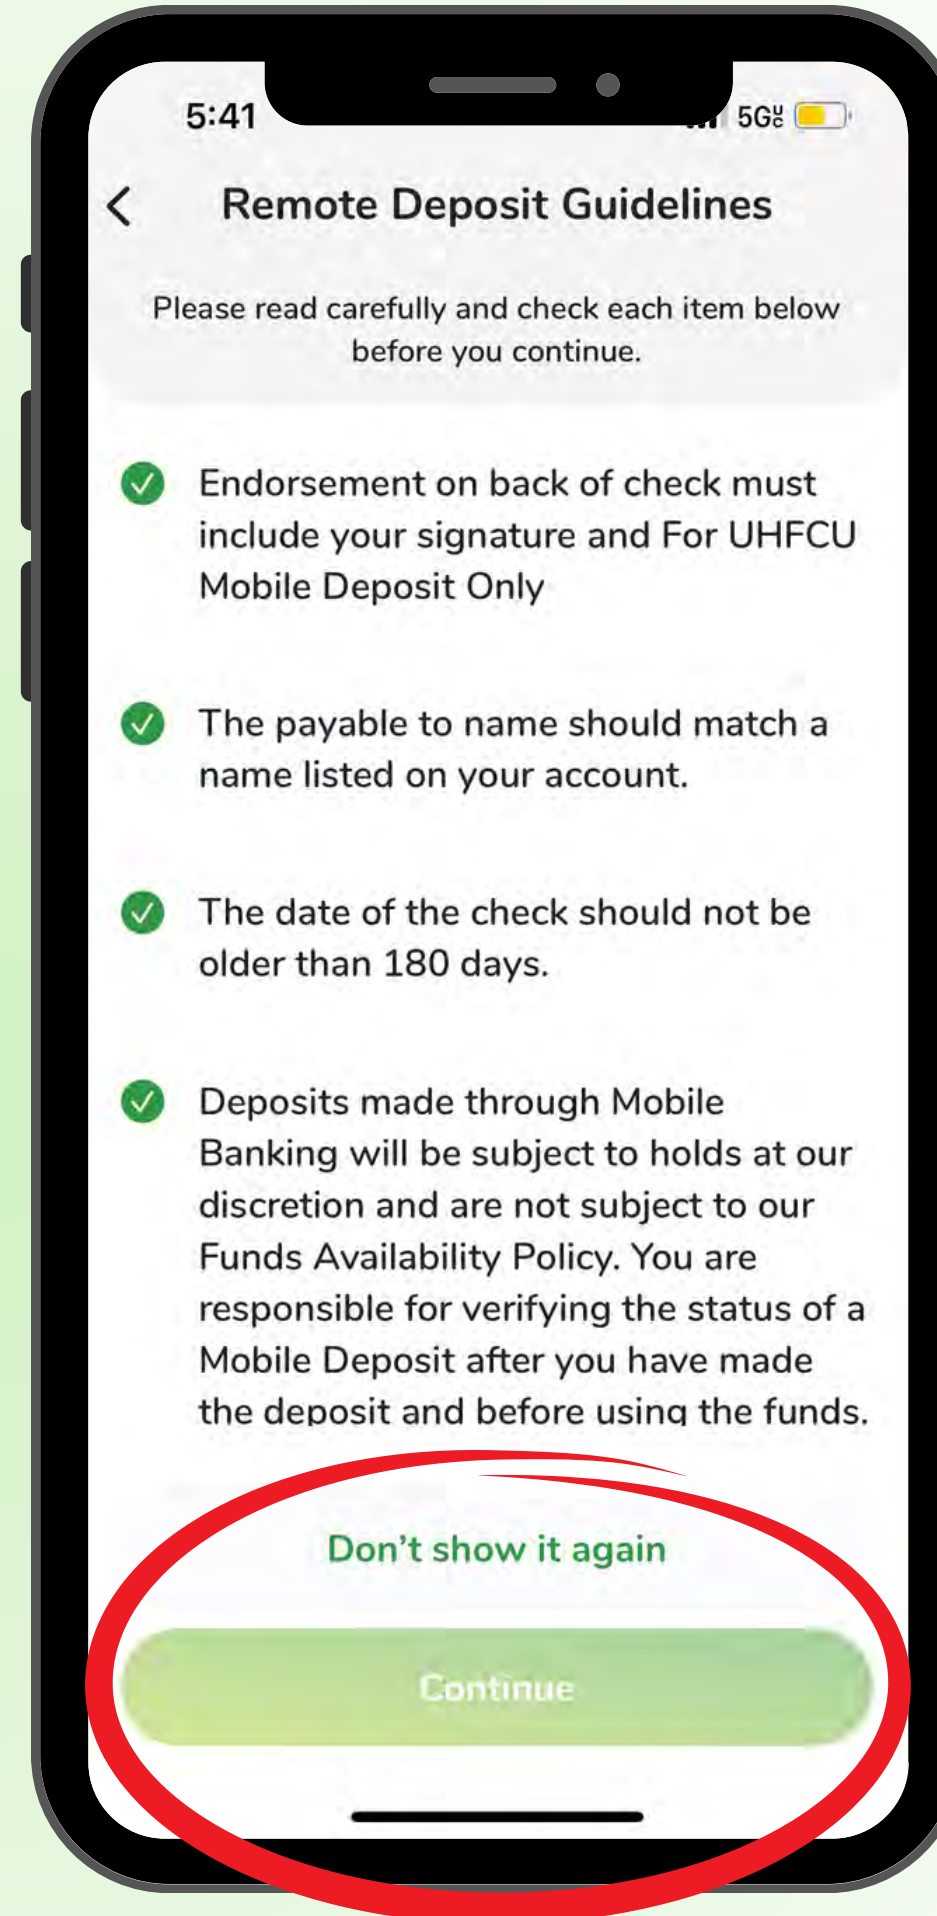 5:41
5G
Remote Deposit Guidelines
Please read carefully and check each item below
before you continue.
Endorsement on back of check must
include your signature and For UHFCU
Mobile Deposit Only
The payable to name should match a
name listed on your account.
The date of the check should not be
older than 180 days.
Deposits made through Mobile
Banking will be subject to holds at our
discretion and are not subject to our
Funds Availability Policy. You are
responsible for verifying the status of a
Mobile Deposit after you have made
the deposit and before using the funds.
Don't show it again
Continue